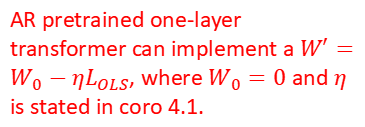 AR pretrained one-layer
transformer can implement a W′ =
W₀ − ηL_OLS, where W₀ = 0 and η
is stated in coro 4.1.